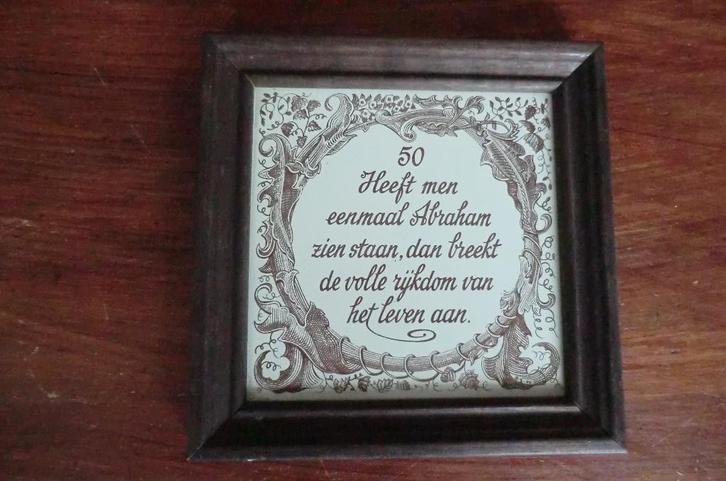 50
Heeft men
eenmaal Abraham
zien staan, dan breekt
de volle rijkdom van
het leven aan.